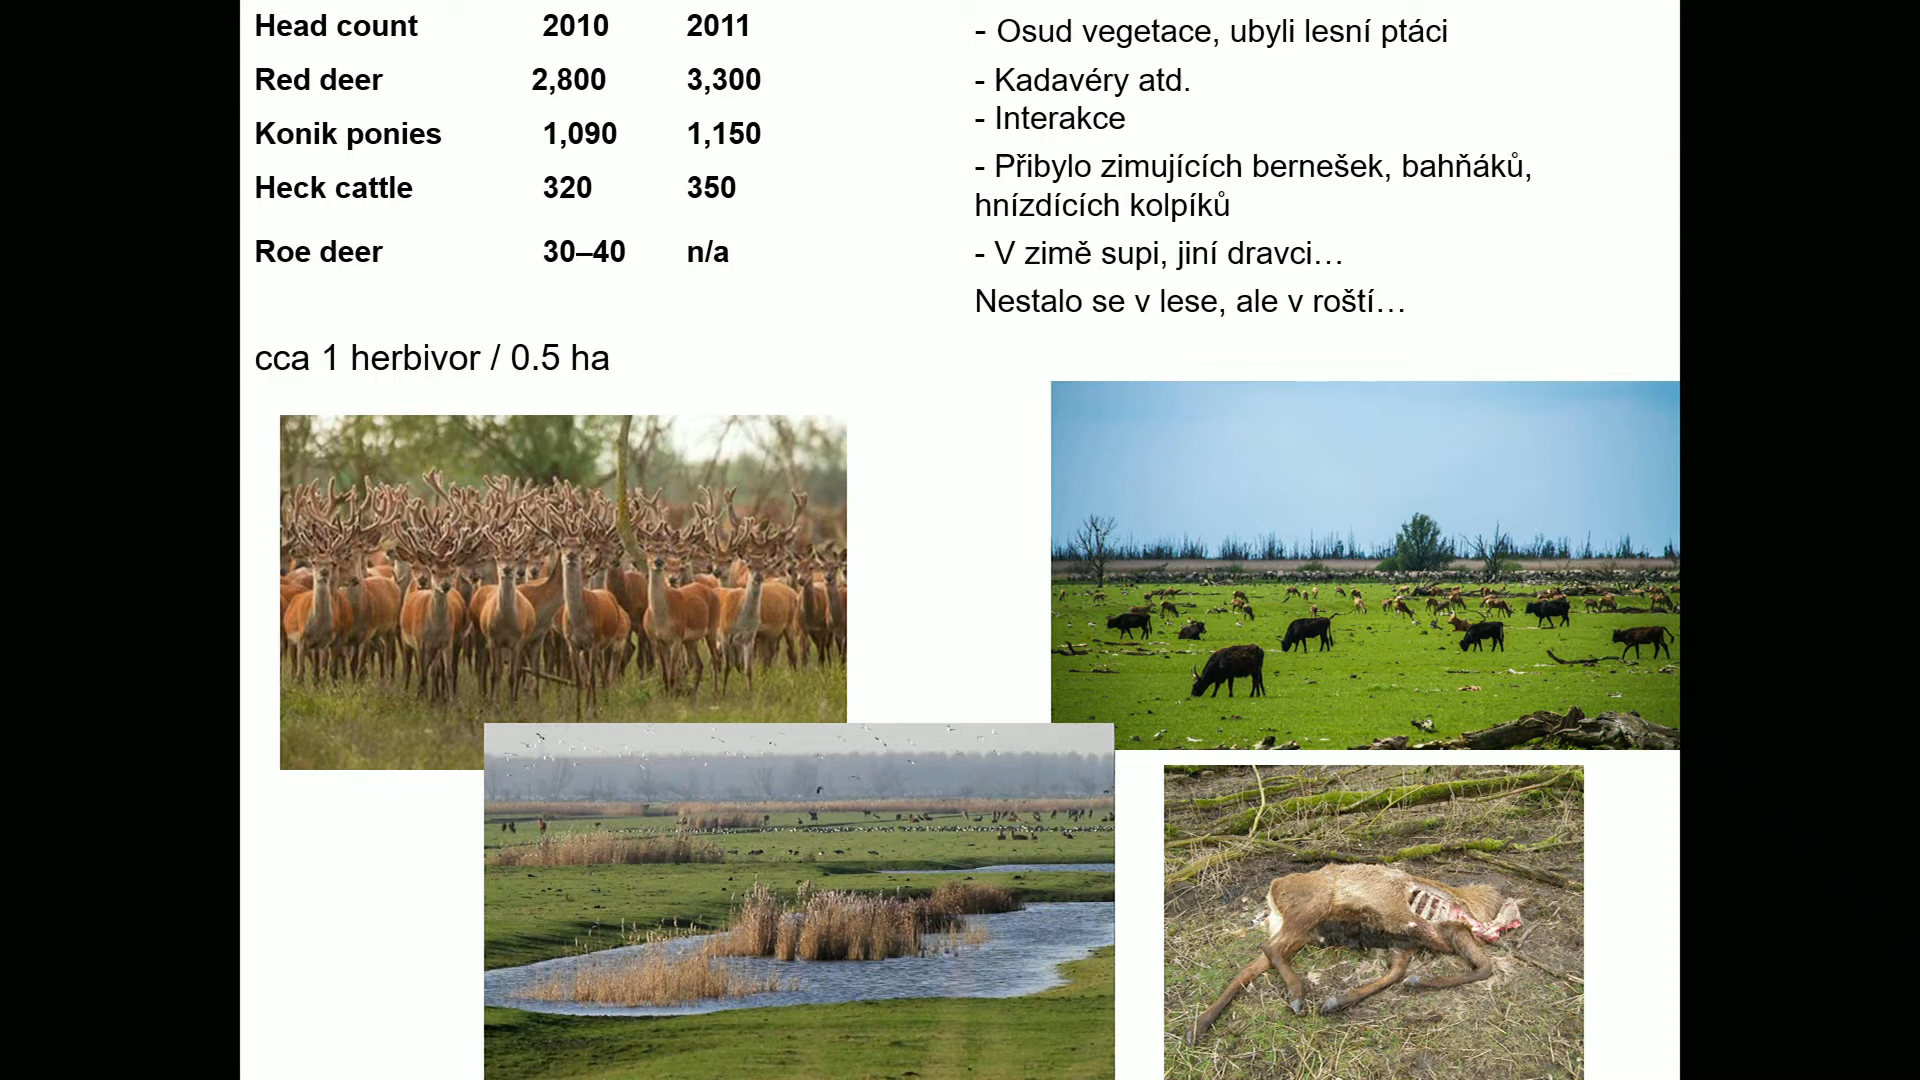 Head count 2010 2011
Red deer 2,800 3,300
Konik ponies 1,090 1,150
Heck cattle 320 350
Roe deer 30–40 n/a
cca 1 herbivor / 0.5 ha
- Osud vegetace, ubyli lesní ptáci
- Kadavéry atd.
- Interakce
- Přibylo zimujících bernešek, bahňáků,
hnízdících kolpíků
- V zimě supi, jiní dravci…
Nestalo se v lese, ale v roští…